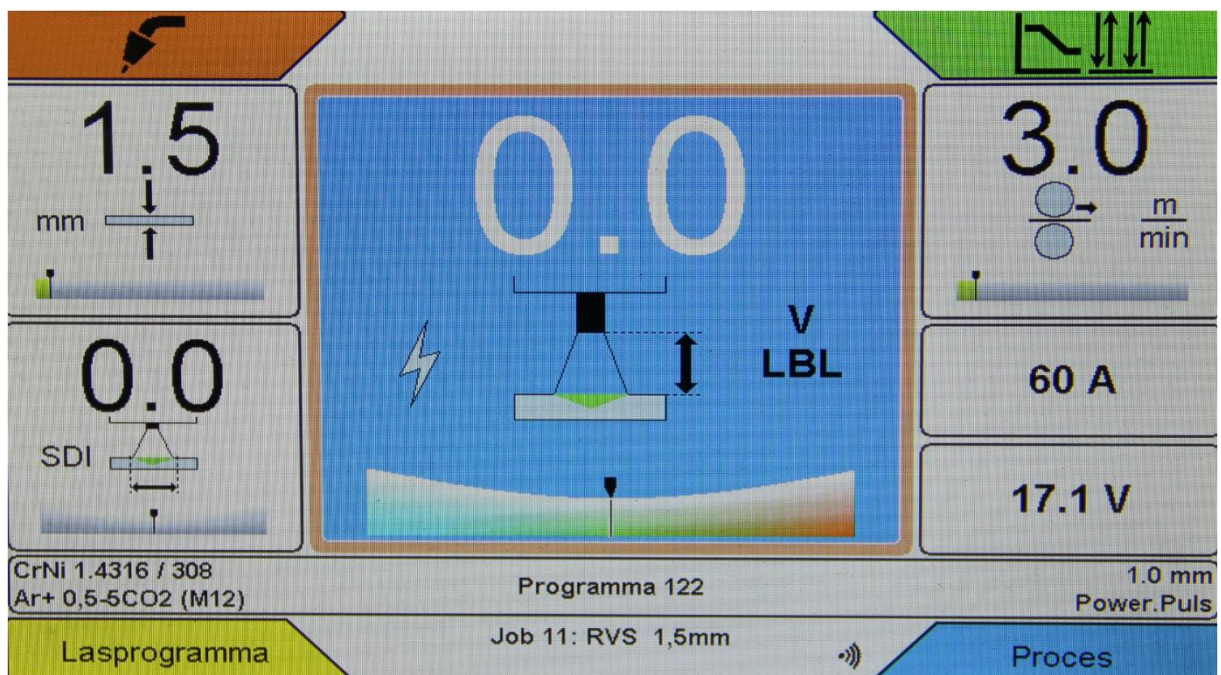 1.5
mm
0.0
SDI
0.0
V
LBL
3.0
m
min
60 A
17.1 V
CrNi 1.4316 / 308
Ar+ 0,5-5CO2 (M12)
Programma 122
1.0 mm
Power.Puls
Lasprogramma
Job 11: RVS 1,5mm
Proces